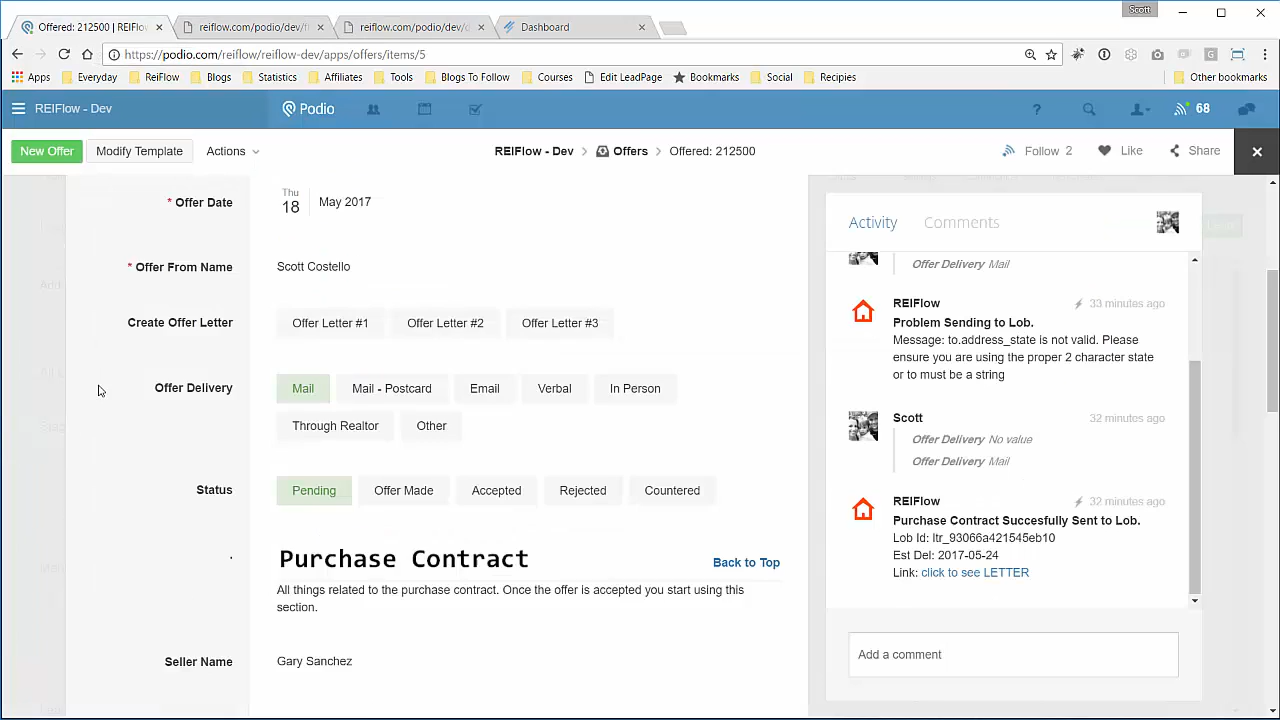 Scott
Offered: 212500 | REIFlow
reiflow.com/podio/dev/f
reiflow.com/podio/dev/d
Dashboard
https://podio.com/reiflow/reiflow-dev/apps/offers/items/5
Apps Everyday ReiFlow Blogs Statistics Affiliates Tools Blogs To Follow Courses Edit LeadPage Bookmarks Social Recipies Other bookmarks
REIFlow - Dev Podio ? 68
New Offer Modify Template Actions REIFlow - Dev > Offers > Offered: 212500 Follow 2 Like Share
* Offer Date Thu 18 May 2017
* Offer From Name Scott Costello
Create Offer Letter Offer Letter #1 Offer Letter #2 Offer Letter #3
Offer Delivery Mail Mail - Postcard Email Verbal In Person
Through Realtor Other
Status Pending Offer Made Accepted Rejected Countered
. Purchase Contract Back to Top
All things related to the purchase contract. Once the offer is accepted you start using this
section.
Seller Name Gary Sanchez
Activity Comments
Offer Delivery Mail
REIFlow 33 minutes ago
Problem Sending to Lob.
Message: to.address_state is not valid. Please
ensure you are using the proper 2 character state
or to must be a string
Scott 32 minutes ago
Offer Delivery No value
Offer Delivery Mail
REIFlow 32 minutes ago
Purchase Contract Succesfully Sent to Lob.
Lob Id: ltr_93066a421545eb10
Est Del: 2017-05-24
Link: click to see LETTER
Add a comment